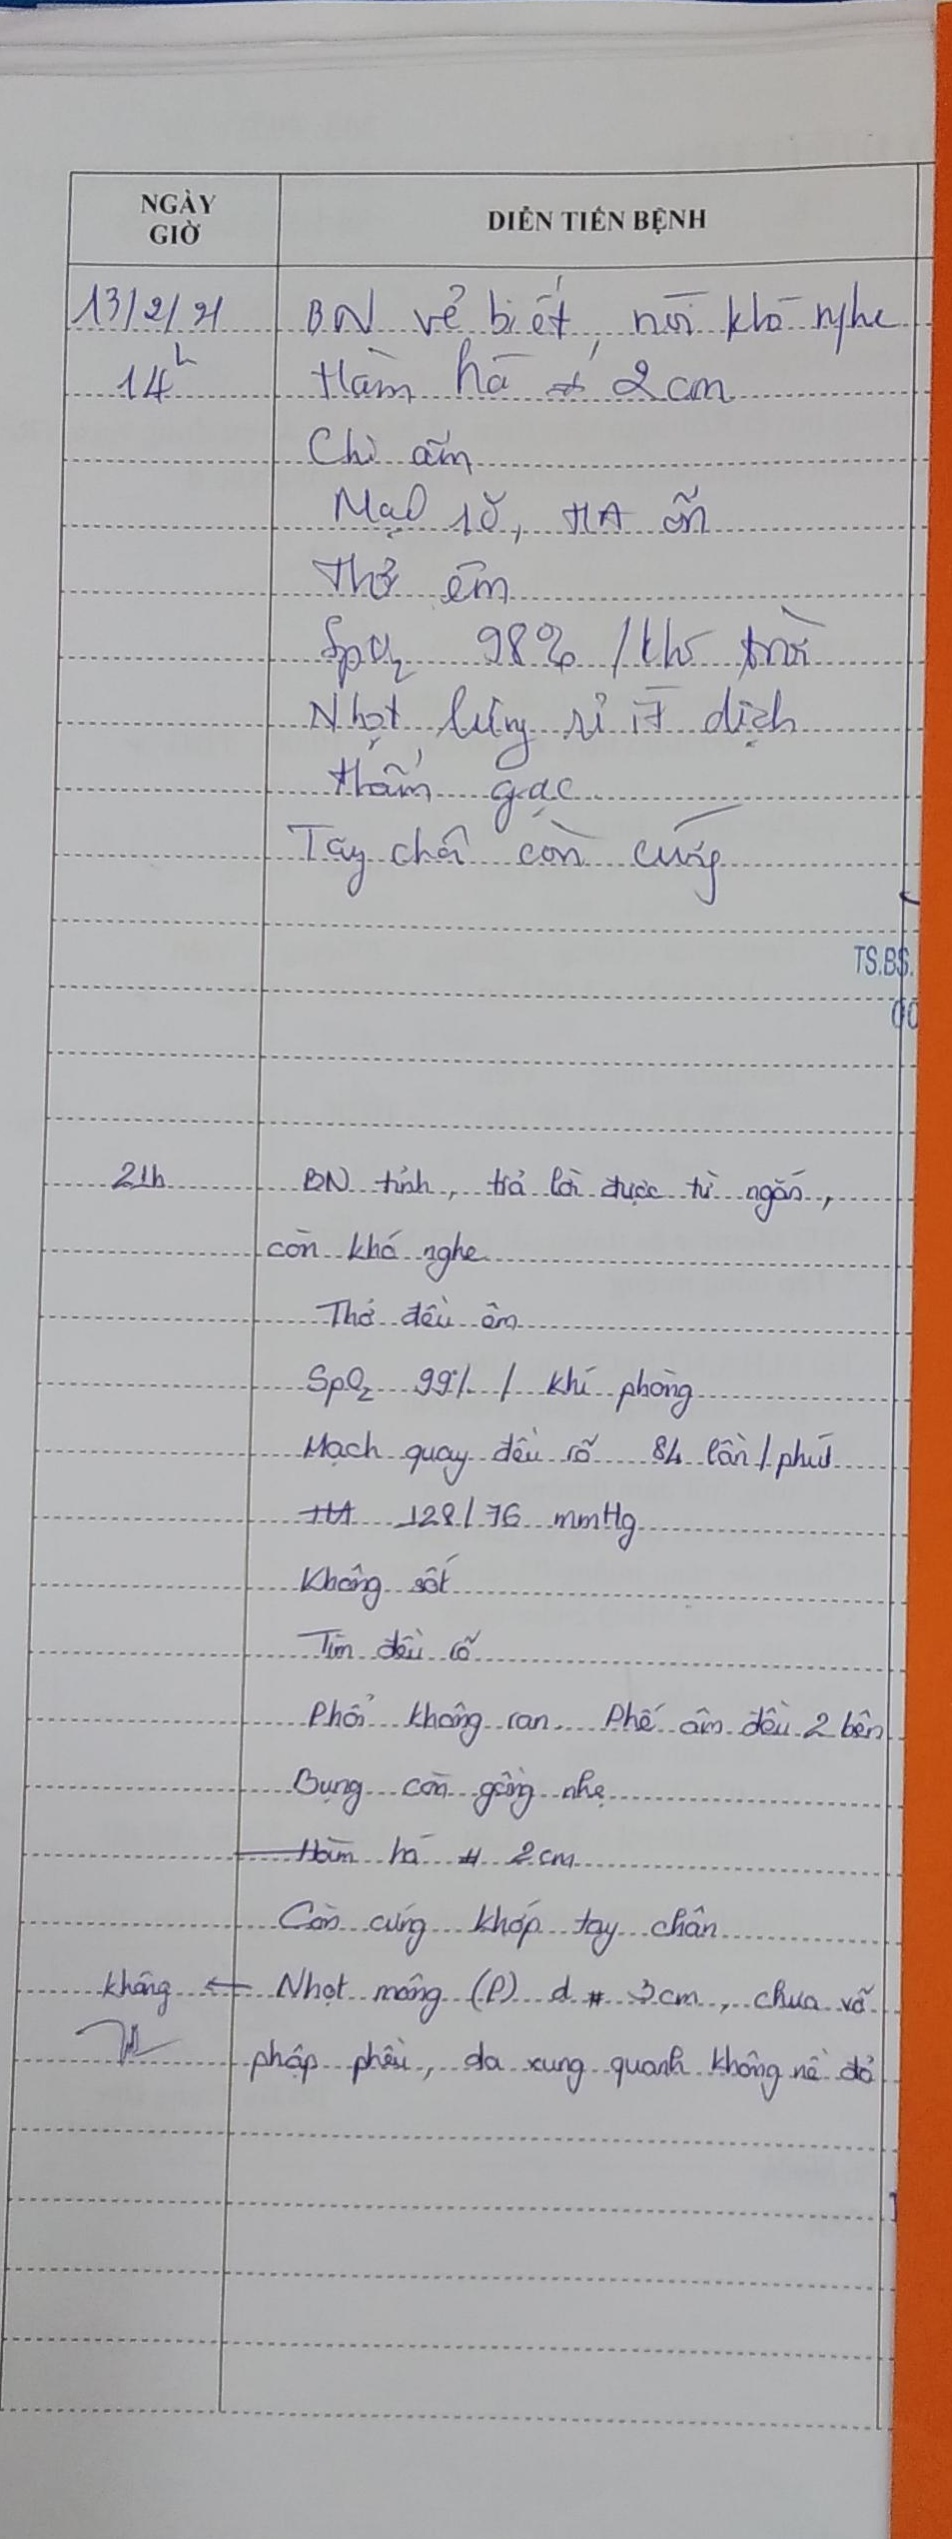 NGÀY
GIỜ
DIỄN TIẾN BỆNH
13/2/21 BN vẻ biết, nói khó nghe
14h Hàm há # 2cm
Chi ấm
Mạch rõ, HA ổn
Thở êm
SpO2 98% / khí trời
Nhọt lưng rỉ ít dịch
thấm gạc
Tay chân còn cứng
TS.BS.
00
21h BN tỉnh, trả lời được từ ngắn,
còn khó nghe
Thở đều êm
SpO2 99% / khí phòng
Mạch quay đều rõ 84 lần/phút
HA 128/76 mmHg
Không sốt
Tim đều rõ
Phổi không ran. Phế âm đều 2 bên
Bụng còn gồng nhẹ
Hàm há # 2cm
Còn cứng khớp tay chân
không ← Nhọt mông (P) d # 3cm, chưa vỡ
phập phều, da xung quanh không nề đỏ